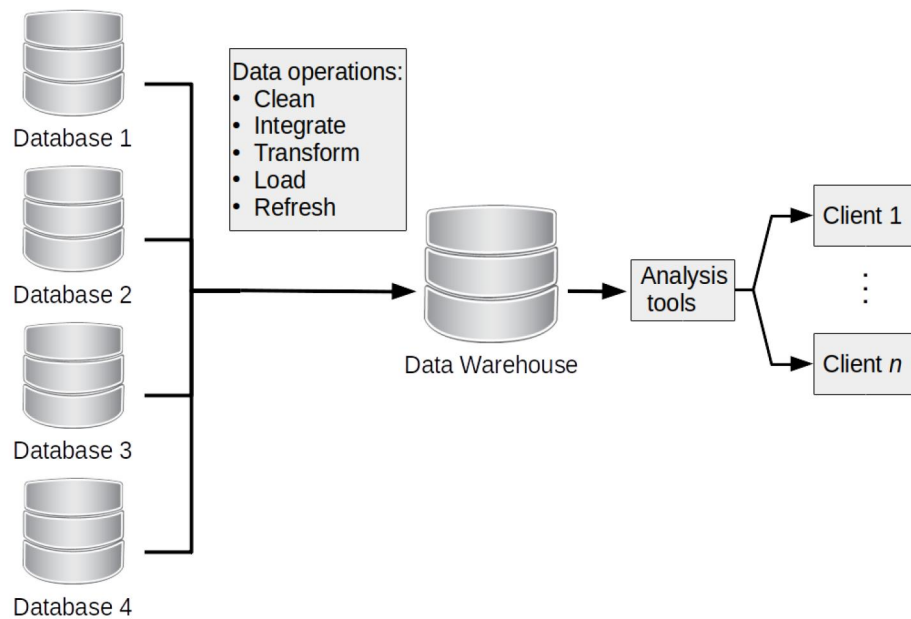 Database 1
Database 2
Database 3
Database 4
Data operations:
• Clean
• Integrate
• Transform
• Load
• Refresh
Data Warehouse
Analysis
tools
Client 1
⋮
Client n